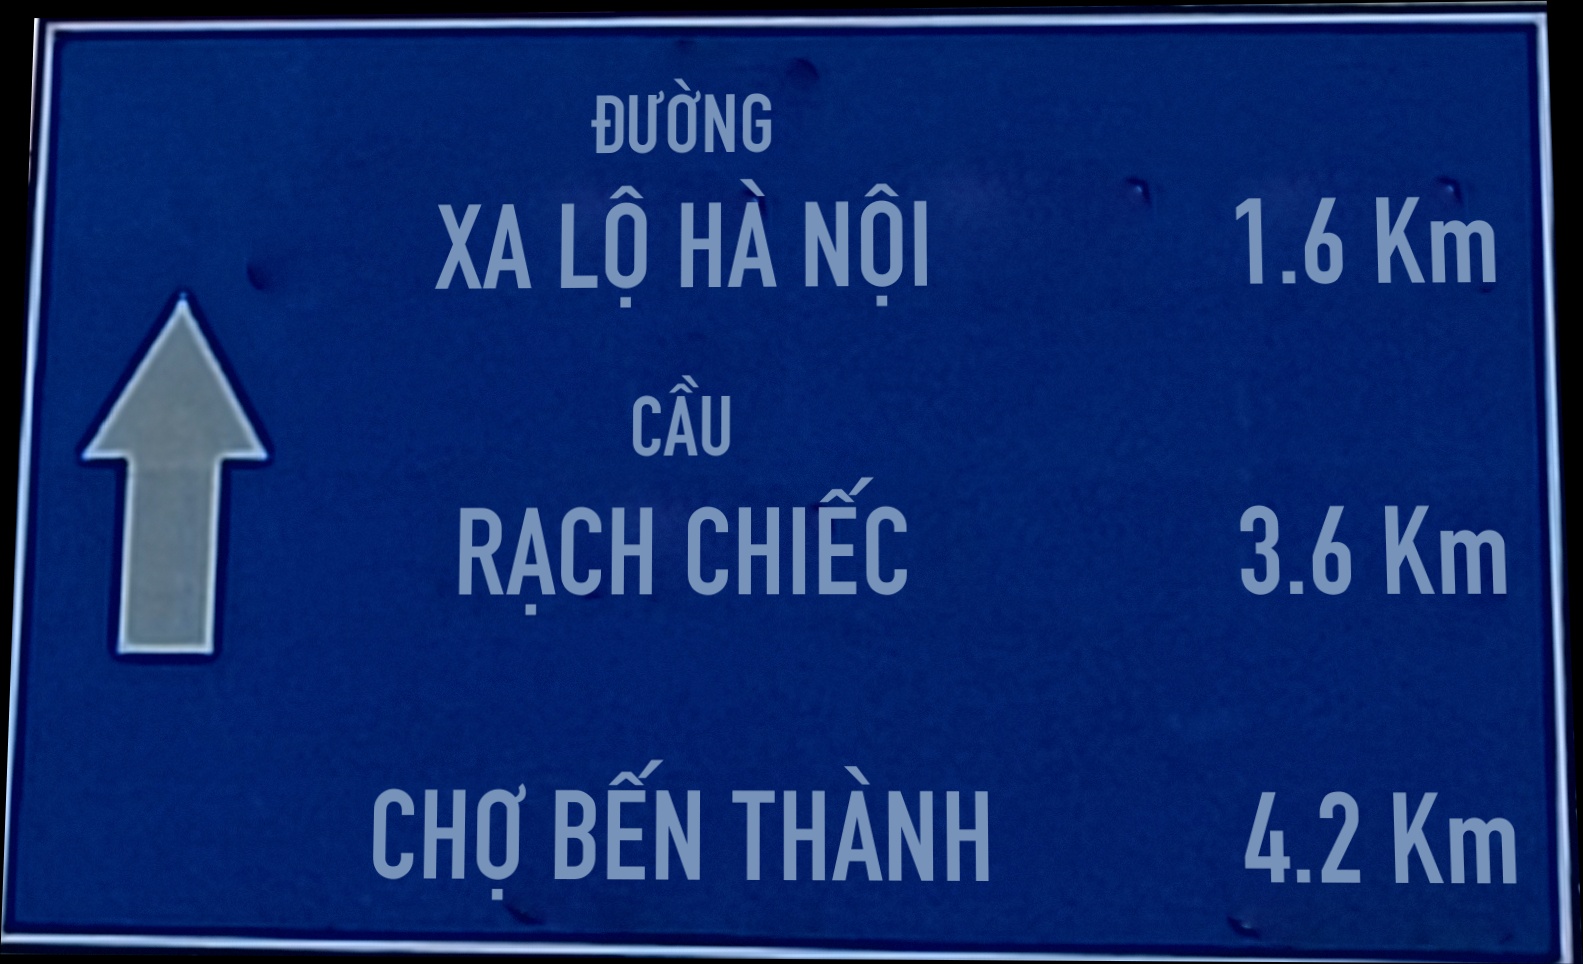 ĐƯỜNG
XA LỘ HÀ NỘI 1.6 Km
CẦU
RẠCH CHIẾC 3.6 Km
CHỢ BẾN THÀNH 4.2 Km